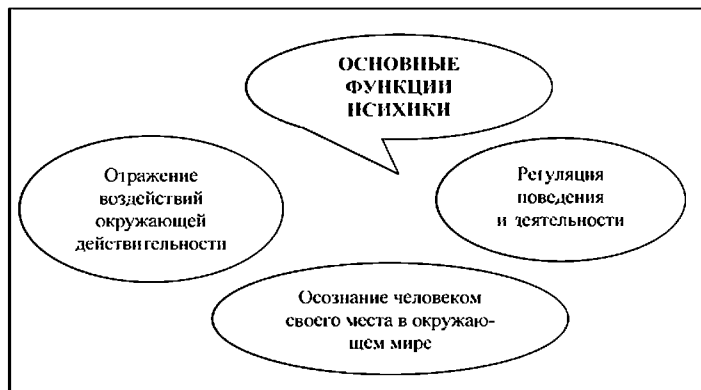 ОСНОВНЫЕ
ФУНКЦИИ
ПСИХИКИ
Отражение
воздействий
окружающей
действительности
Регуляция
поведения
и деятельности
Осознание человеком
своего места в окружаю-
щем мире